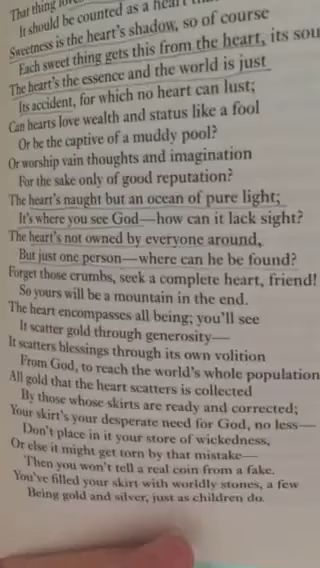 That thing
It should be counted as a heart
Sweetness is the heart's shadow, so of course
Each sweet thing gets this from the heart, its sou
The heart's the essence and the world is just
Its accident, for which no heart can lust;
Can hearts love wealth and status like a fool
Or be the captive of a muddy pool?
Or worship vain thoughts and imagination
For the sake only of good reputation?
The heart's naught but an ocean of pure light;
It's where you see God—how can it lack sight?
The heart's not owned by everyone around,
But just one person—where can he be found?
Forget those crumbs, seek a complete heart, friend!
So yours will be a mountain in the end.
The heart encompasses all being; you'll see
It scatter gold through generosity—
It scatters blessings through its own volition
From God, to reach the world's whole population
All gold that the heart scatters is collected
By those whose skirts are ready and corrected;
Your skirt's your desperate need for God, no less—
Don't place in it your store of wickedness,
Or else it might get torn by that mistake—
Then you won't tell a real coin from a fake.
You've filled your skirt with worldly stones, a few
Being gold and silver, just as children do.